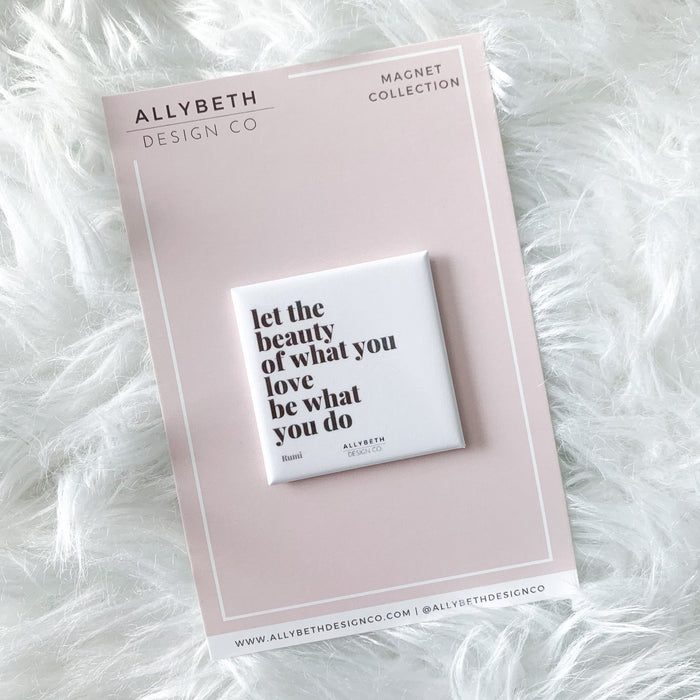 ALLYBETH
DESIGN CO
MAGNET
COLLECTION
let the
beauty
of what you
love
be what
you do
Rumi
ALLYBETH
DESIGN CO
WWW.ALLYBETHDESIGNCO.COM | @ALLYBETHDESIGNCO